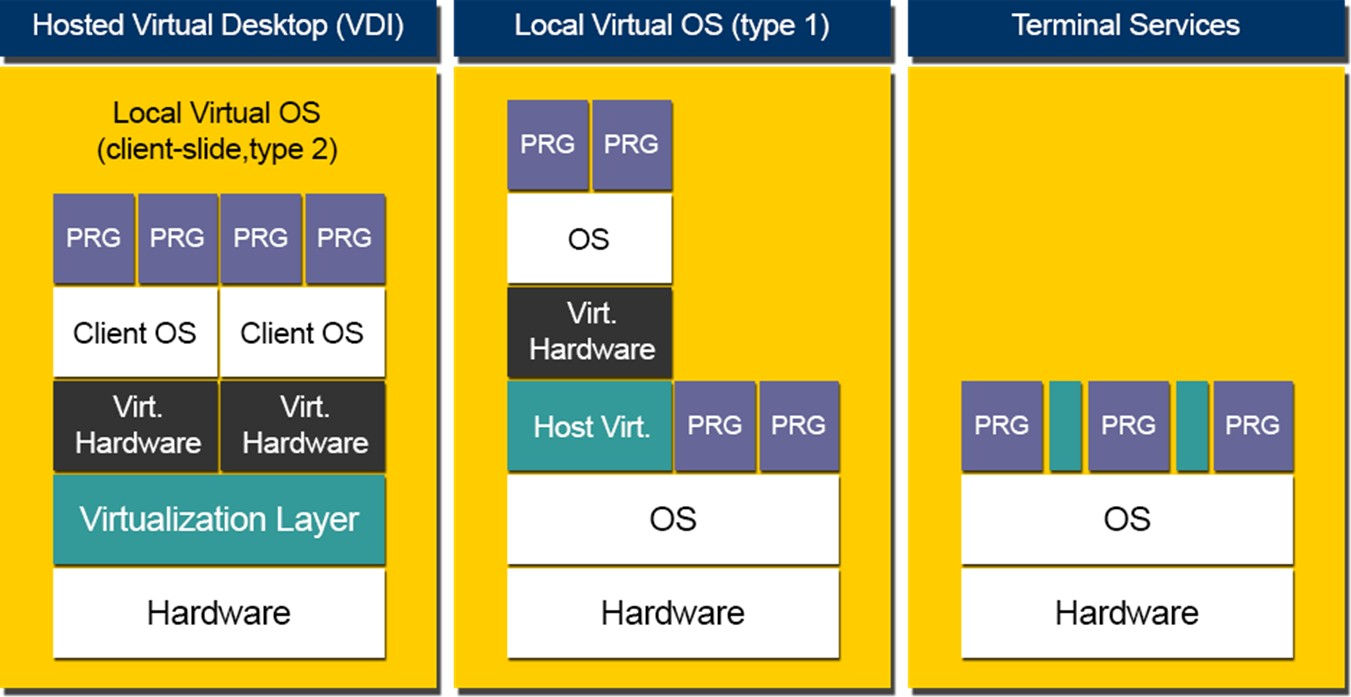 Hosted Virtual Desktop (VDI)
Local Virtual OS
(client-slide,type 2)
PRG PRG PRG PRG
Client OS Client OS
Virt.
Hardware
Virt.
Hardware
Virtualization Layer
Hardware
Local Virtual OS (type 1)
PRG PRG
OS
Virt.
Hardware
Host Virt. PRG PRG
OS
Hardware
Terminal Services
PRG PRG PRG
OS
Hardware